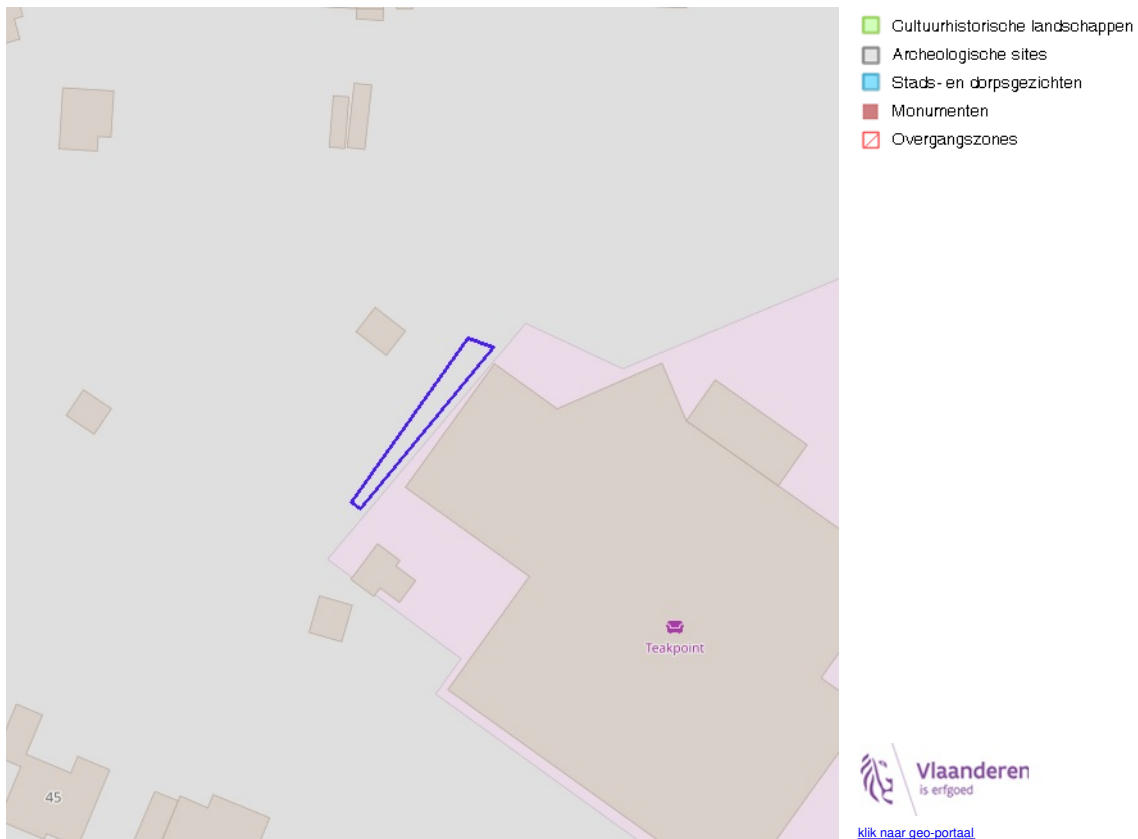 Cultuurhistorische landschappen
Archeologische sites
Stads- en dorpsgezichten
Monumenten
Overgangszones
Teakpoint
45
Vlaanderen
is erfgoed
klik naar geo-portaal